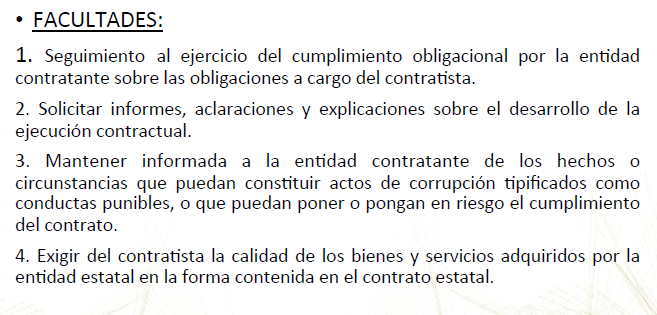 • FACULTADES:
1. Seguimiento al ejercicio del cumplimiento obligacional por la entidad
contratante sobre las obligaciones a cargo del contratista.
2. Solicitar informes, aclaraciones y explicaciones sobre el desarrollo de la
ejecución contractual.
3. Mantener informada a la entidad contratante de los hechos o
circunstancias que puedan constituir actos de corrupción tipificados como
conductas punibles, o que puedan poner o pongan en riesgo el cumplimiento
del contrato.
4. Exigir del contratista la calidad de los bienes y servicios adquiridos por la
entidad estatal en la forma contenida en el contrato estatal.